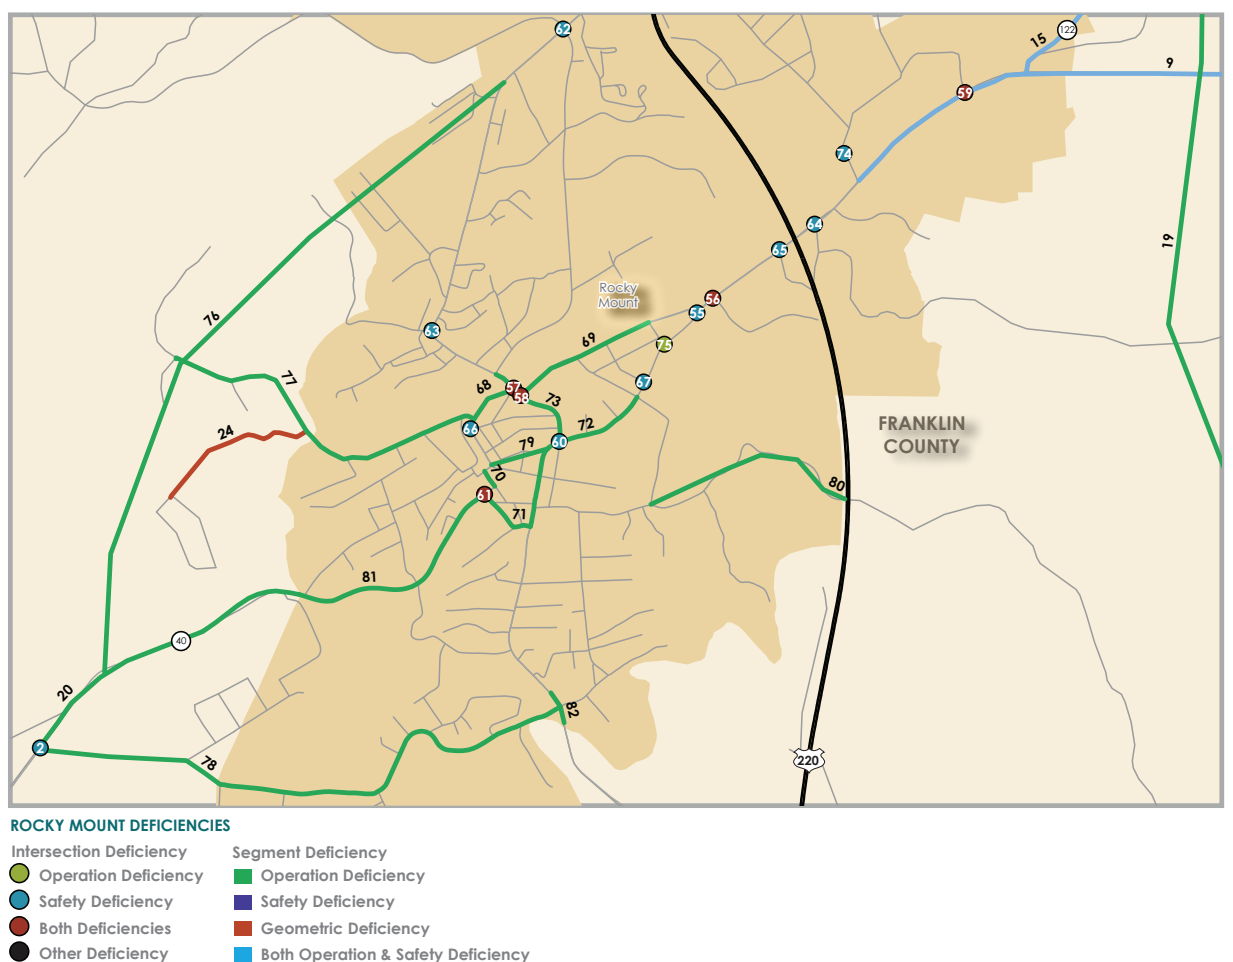 62
122
15
9
59
74
64
65
19
Rocky
Mount
56
55
76
63
69
75
77
68
57
58
67
73
FRANKLIN
COUNTY
24
66
72
79
60
70
80
61
71
81
40
20
82
2
78
220
ROCKY MOUNT DEFICIENCIES
Intersection Deficiency
Operation Deficiency
Safety Deficiency
Both Deficiencies
Other Deficiency
Segment Deficiency
Operation Deficiency
Safety Deficiency
Geometric Deficiency
Both Operation & Safety Deficiency